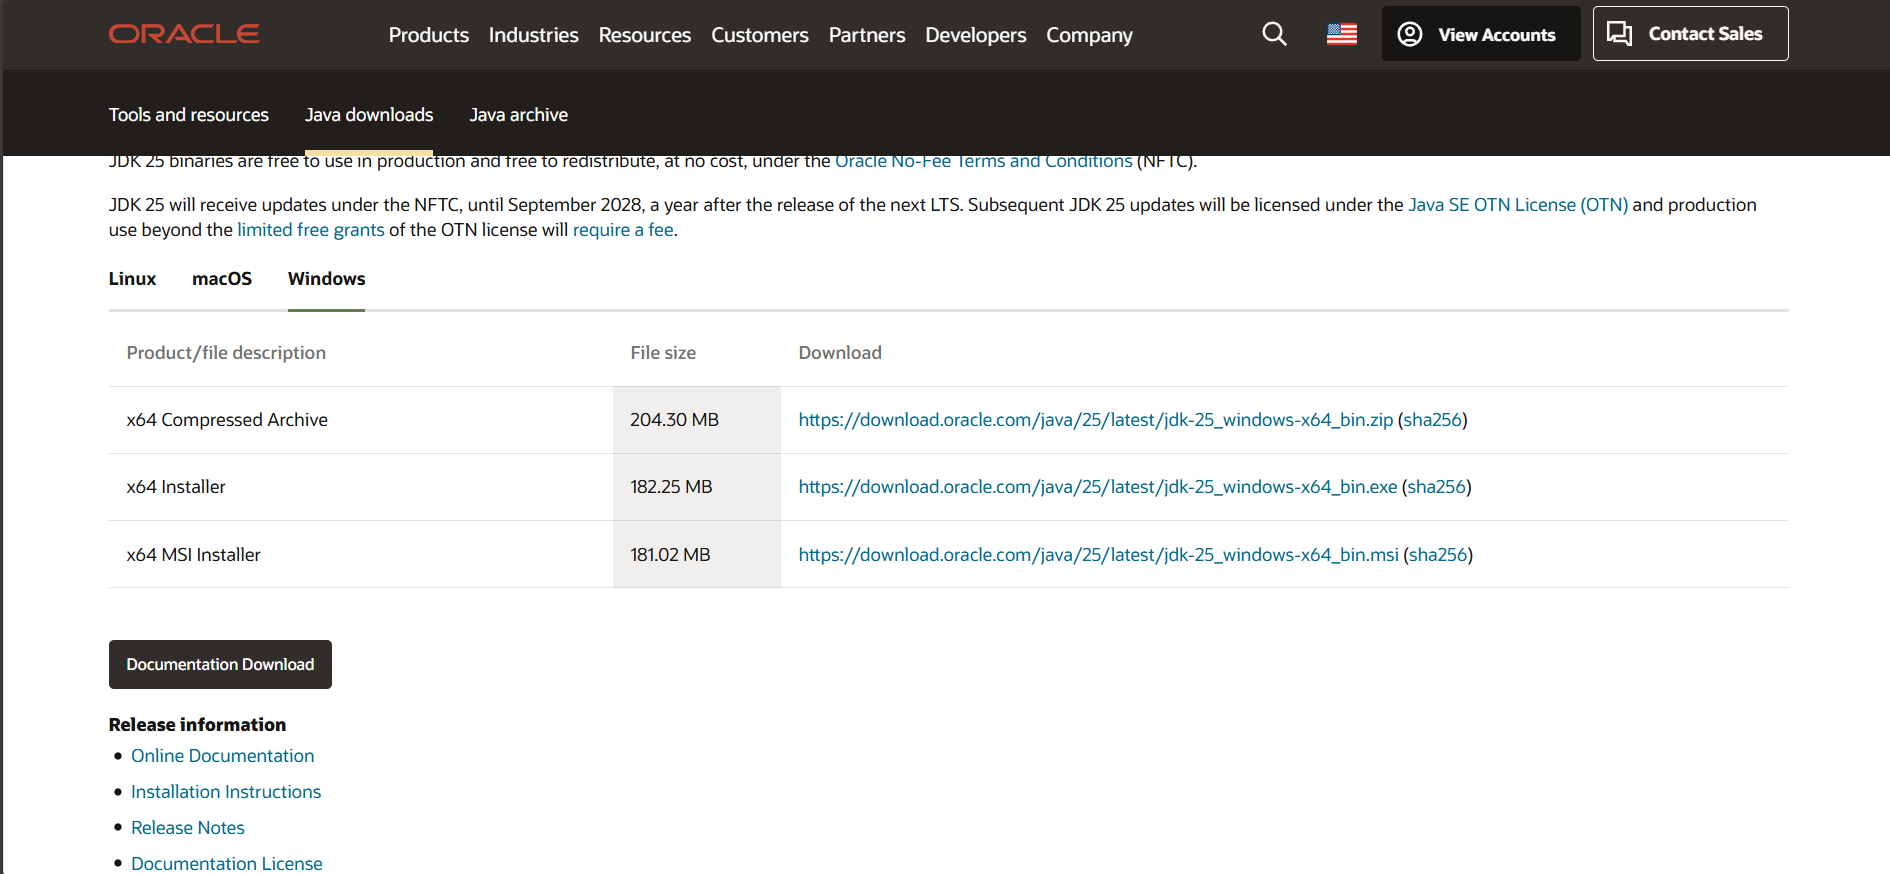 ORACLE
Products Industries Resources Customers Partners Developers Company
View Accounts
Contact Sales
Tools and resources Java downloads Java archive
JDK 25 binaries are free to use in production and free to redistribute, at no cost, under the Oracle No-Fee Terms and Conditions (NFTC).
JDK 25 will receive updates under the NFTC, until September 2028, a year after the release of the next LTS. Subsequent JDK 25 updates will be licensed under the Java SE OTN License (OTN) and production
use beyond the limited free grants of the OTN license will require a fee.
Linux macOS Windows
Product/file description File size Download
x64 Compressed Archive 204.30 MB https://download.oracle.com/java/25/latest/jdk-25_windows-x64_bin.zip (sha256)
x64 Installer 182.25 MB https://download.oracle.com/java/25/latest/jdk-25_windows-x64_bin.exe (sha256)
x64 MSI Installer 181.02 MB https://download.oracle.com/java/25/latest/jdk-25_windows-x64_bin.msi (sha256)
Documentation Download
Release information
Online Documentation
Installation Instructions
Release Notes
Documentation License